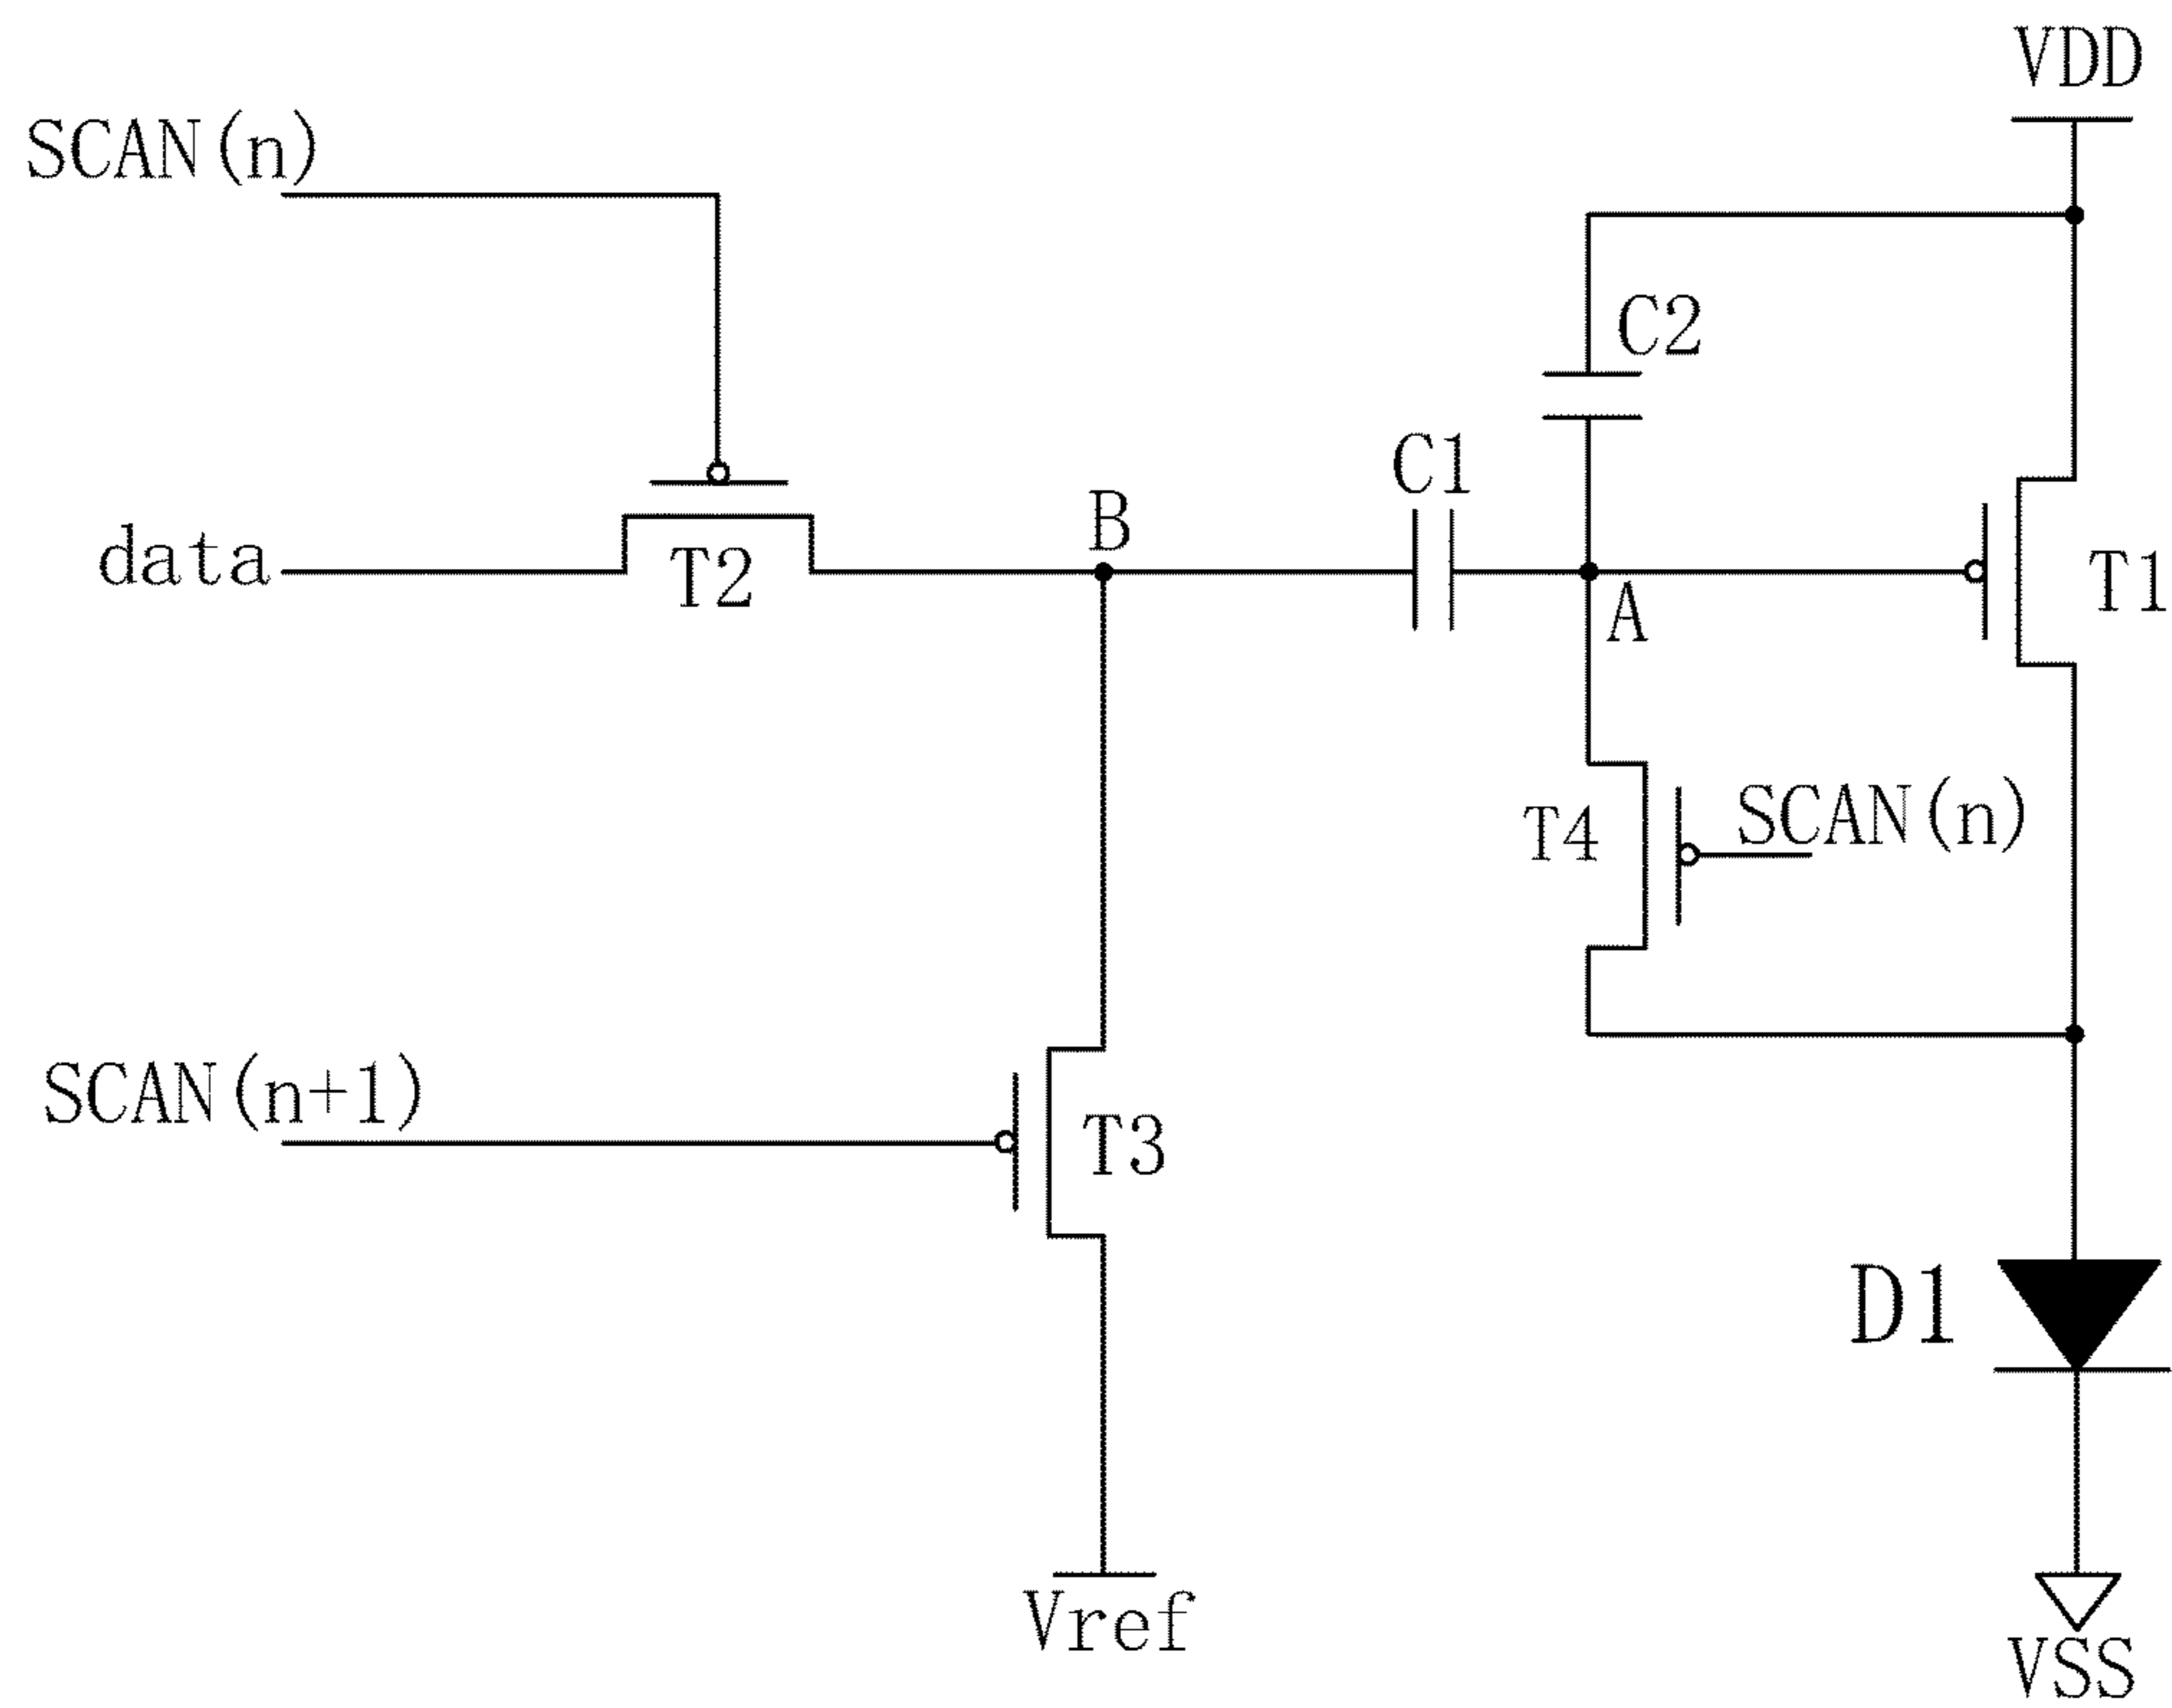 VDD
SCAN(n)
C2
C1
B
data
T2
T1
A
SCAN(n)
T4
SCAN(n+1)
T3
D1
Vref
VSS